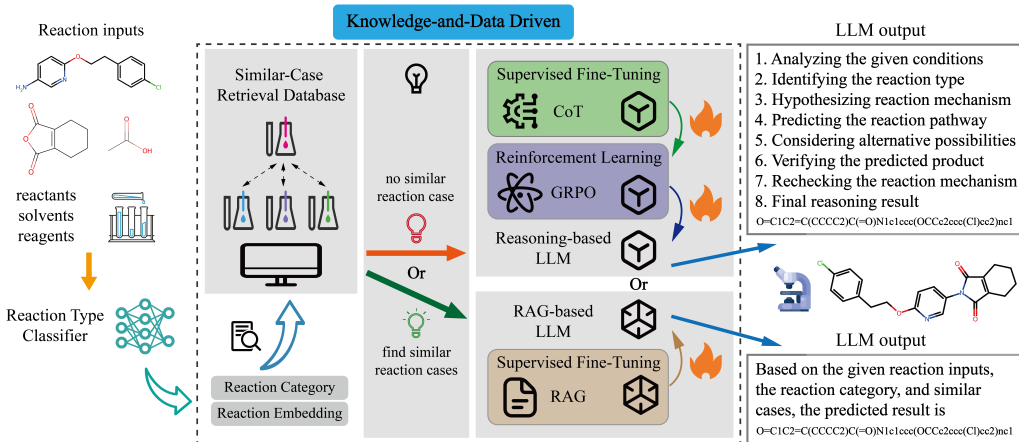 Knowledge-and-Data Driven
Reaction inputs
H₂N
N
O
Cl
O
O
O
O
OH
reactants
solvents
reagents
Reaction Type
Classifier
Similar-Case
Retrieval Database
Reaction Category
Reaction Embedding
no similar
reaction case
Or
find similar
reaction cases
Supervised Fine-Tuning
CoT
Reinforcement Learning
GRPO
Reasoning-based
LLM
Or
RAG-based
LLM
Supervised Fine-Tuning
RAG
LLM output
1. Analyzing the given conditions
2. Identifying the reaction type
3. Hypothesizing reaction mechanism
4. Predicting the reaction pathway
5. Considering alternative possibilities
6. Verifying the predicted product
7. Rechecking the reaction mechanism
8. Final reasoning result
O=C1C2=C(CCCC2)C(=O)N1c1ccc(OCCc2ccc(Cl)cc2)nc1
Cl
O
N
N
O
O
LLM output
Based on the given reaction inputs,
the reaction category, and similar
cases, the predicted result is
O=C1C2=C(CCCC2)C(=O)N1c1ccc(OCCc2ccc(Cl)cc2)nc1